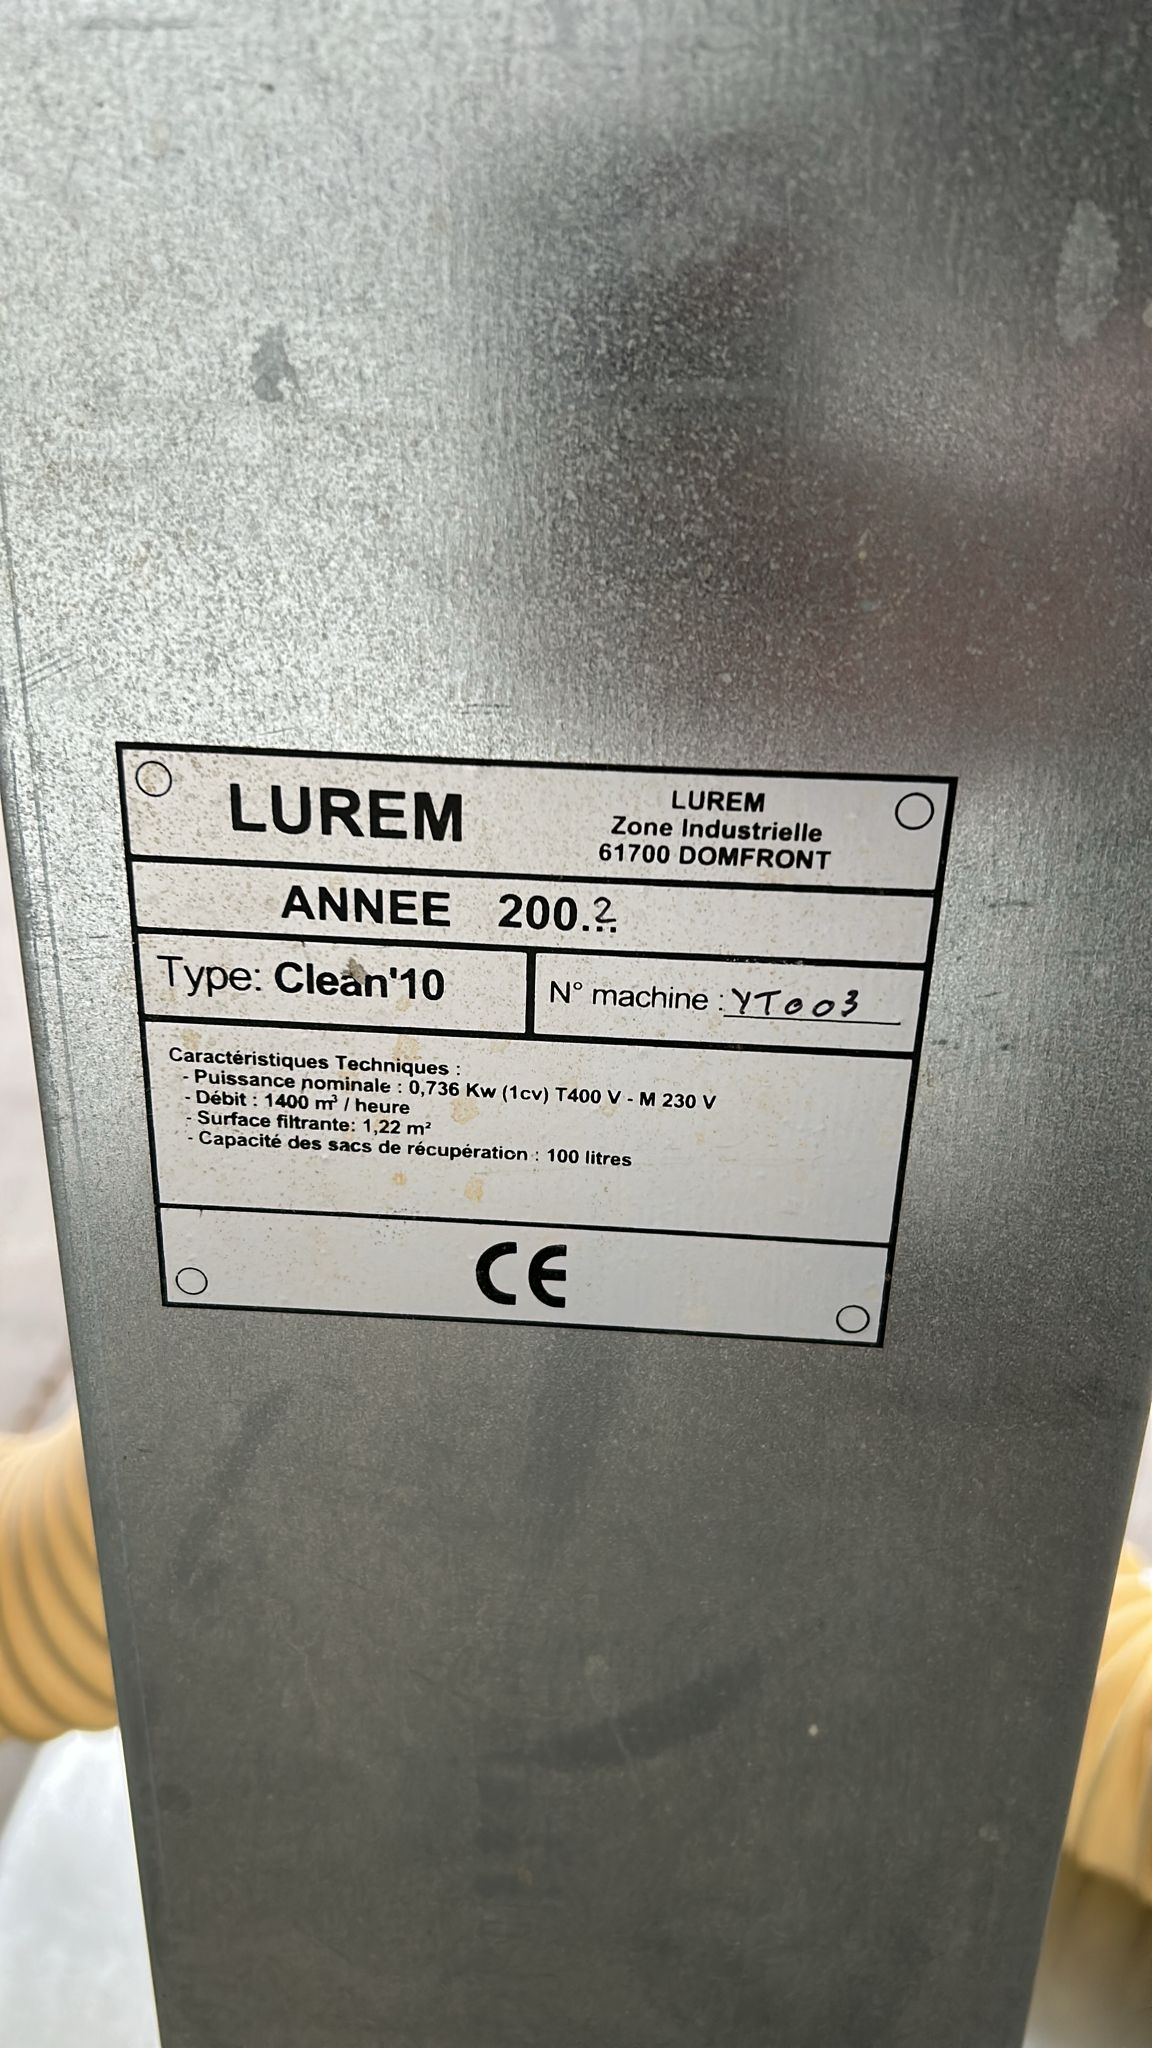 LUREM
LUREM
Zone Industrielle
61700 DOMFRONT
ANNEE 200.2.
Type: Clean'10
N° machine : YT003
Caractéristiques Techniques :
- Puissance nominale : 0,736 Kw (1cv) T400 V - M 230 V
- Débit : 1400 m³ / heure
- Surface filtrante: 1,22 m²
- Capacité des sacs de récupération : 100 litres
CE